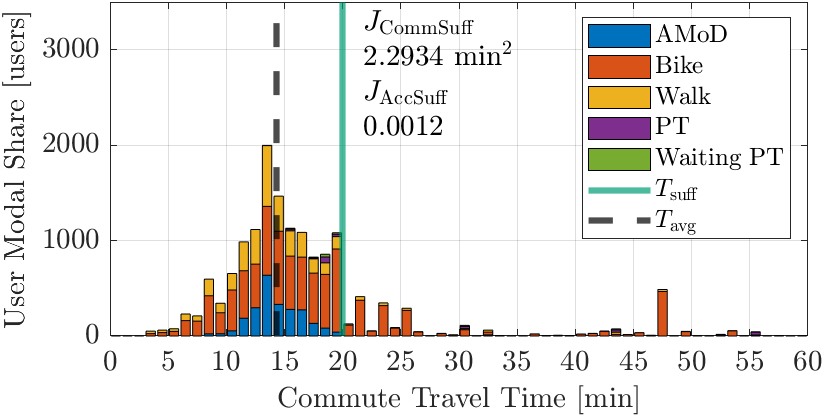 User Modal Share [users]
3000
2000
1000
0
J_CommSuff
2.2934 min²
J_AccSuff
0.0012
AMoD
Bike
Walk
PT
Waiting PT
T_suff
T_avg
0 5 10 15 20 25 30 35 40 45 50 55 60
Commute Travel Time [min]